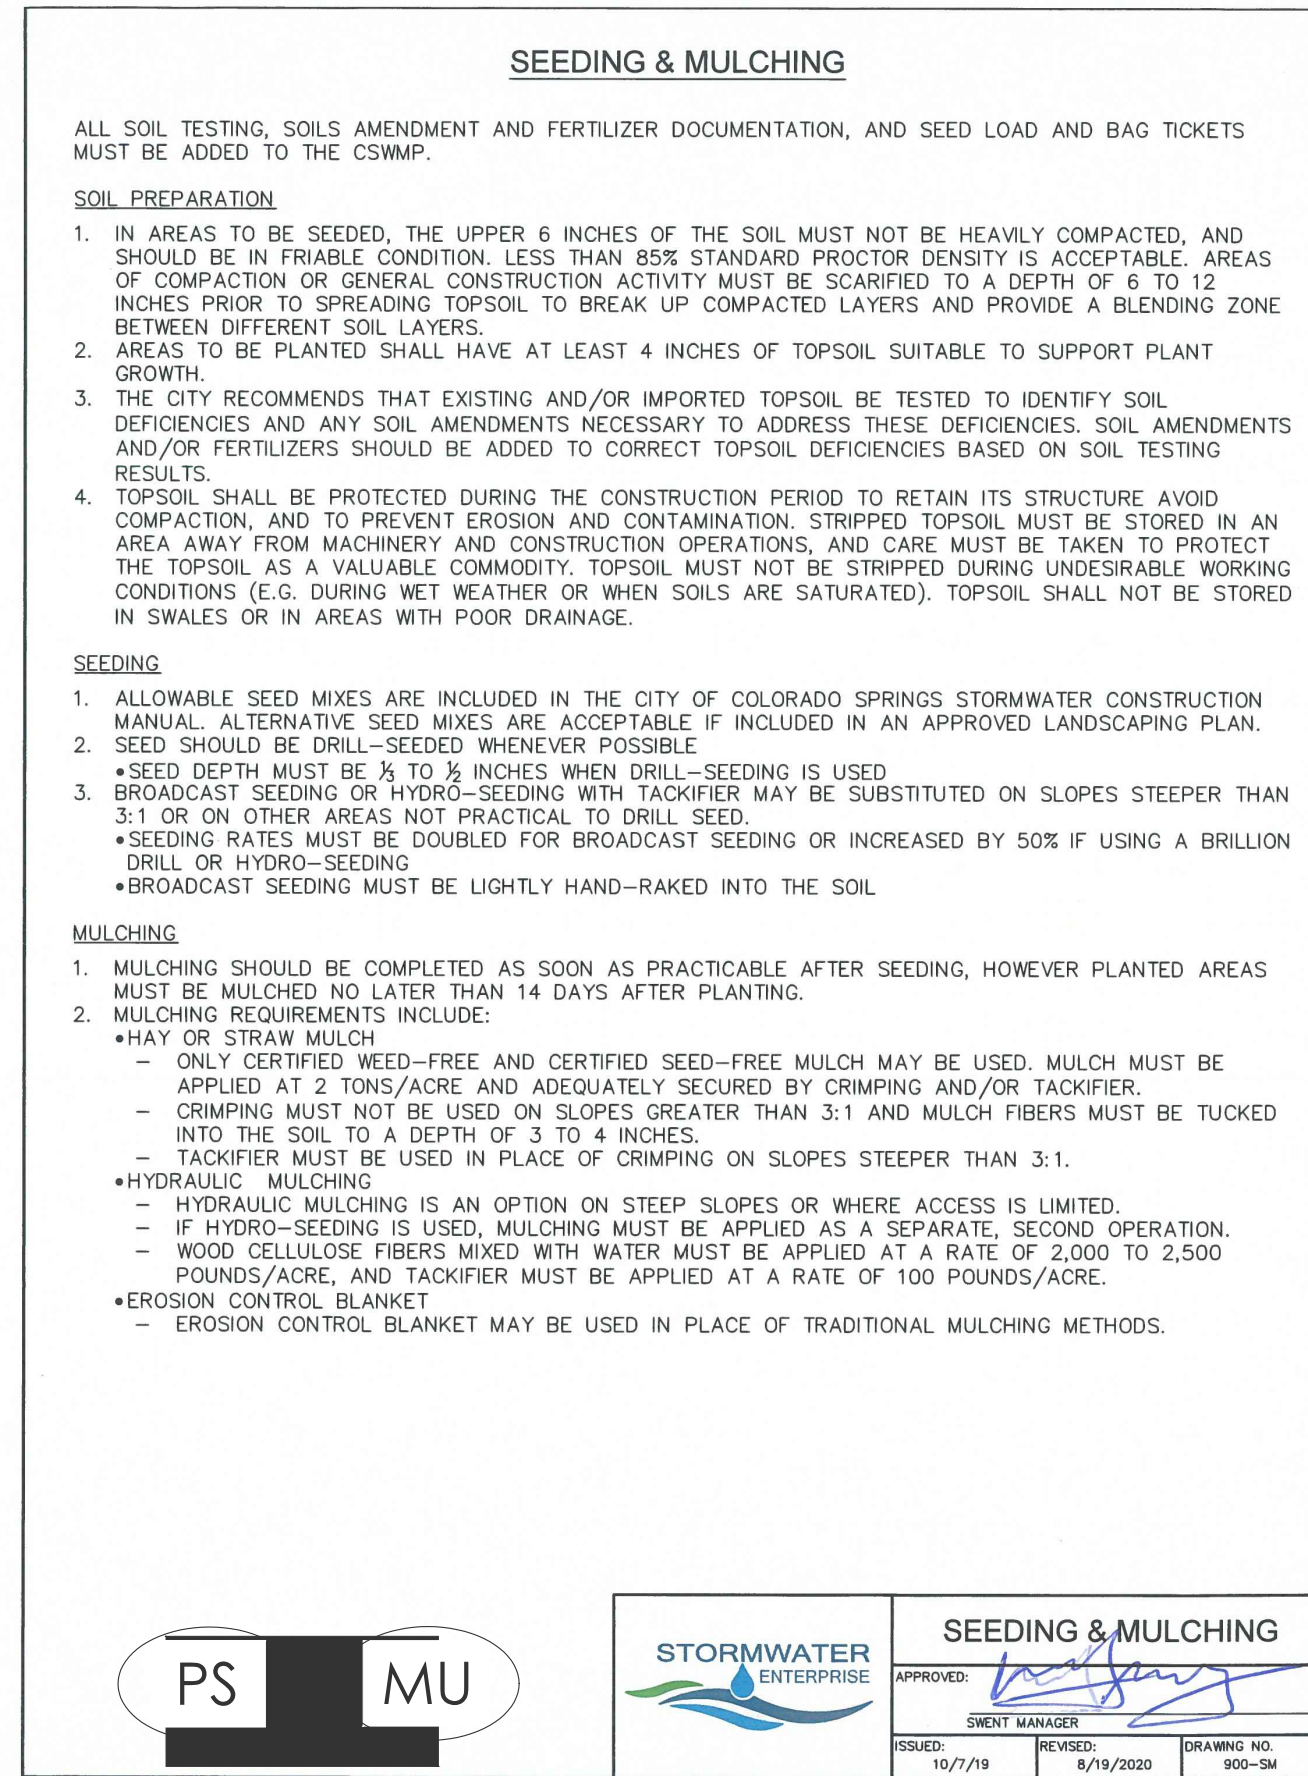 SEEDING & MULCHING
ALL SOIL TESTING, SOILS AMENDMENT AND FERTILIZER DOCUMENTATION, AND SEED LOAD AND BAG TICKETS
MUST BE ADDED TO THE CSWMP.
SOIL PREPARATION
1. IN AREAS TO BE SEEDED, THE UPPER 6 INCHES OF THE SOIL MUST NOT BE HEAVILY COMPACTED, AND
SHOULD BE IN FRIABLE CONDITION. LESS THAN 85% STANDARD PROCTOR DENSITY IS ACCEPTABLE. AREAS
OF COMPACTION OR GENERAL CONSTRUCTION ACTIVITY MUST BE SCARIFIED TO A DEPTH OF 6 TO 12
INCHES PRIOR TO SPREADING TOPSOIL TO BREAK UP COMPACTED LAYERS AND PROVIDE A BLENDING ZONE
BETWEEN DIFFERENT SOIL LAYERS.
2. AREAS TO BE PLANTED SHALL HAVE AT LEAST 4 INCHES OF TOPSOIL SUITABLE TO SUPPORT PLANT
GROWTH.
3. THE CITY RECOMMENDS THAT EXISTING AND/OR IMPORTED TOPSOIL BE TESTED TO IDENTIFY SOIL
DEFICIENCIES AND ANY SOIL AMENDMENTS NECESSARY TO ADDRESS THESE DEFICIENCIES. SOIL AMENDMENTS
AND/OR FERTILIZERS SHOULD BE ADDED TO CORRECT TOPSOIL DEFICIENCIES BASED ON SOIL TESTING
RESULTS.
4. TOPSOIL SHALL BE PROTECTED DURING THE CONSTRUCTION PERIOD TO RETAIN ITS STRUCTURE AVOID
COMPACTION, AND TO PREVENT EROSION AND CONTAMINATION. STRIPPED TOPSOIL MUST BE STORED IN AN
AREA AWAY FROM MACHINERY AND CONSTRUCTION OPERATIONS, AND CARE MUST BE TAKEN TO PROTECT
THE TOPSOIL AS A VALUABLE COMMODITY. TOPSOIL MUST NOT BE STRIPPED DURING UNDESIRABLE WORKING
CONDITIONS (E.G. DURING WET WEATHER OR WHEN SOILS ARE SATURATED). TOPSOIL SHALL NOT BE STORED
IN SWALES OR IN AREAS WITH POOR DRAINAGE.
SEEDING
1. ALLOWABLE SEED MIXES ARE INCLUDED IN THE CITY OF COLORADO SPRINGS STORMWATER CONSTRUCTION
MANUAL. ALTERNATIVE SEED MIXES ARE ACCEPTABLE IF INCLUDED IN AN APPROVED LANDSCAPING PLAN.
2. SEED SHOULD BE DRILL-SEEDED WHENEVER POSSIBLE
•SEED DEPTH MUST BE ⅓ TO ½ INCHES WHEN DRILL-SEEDING IS USED
3. BROADCAST SEEDING OR HYDRO-SEEDING WITH TACKIFIER MAY BE SUBSTITUTED ON SLOPES STEEPER THAN
3:1 OR ON OTHER AREAS NOT PRACTICAL TO DRILL SEED.
•SEEDING RATES MUST BE DOUBLED FOR BROADCAST SEEDING OR INCREASED BY 50% IF USING A BRILLION
DRILL OR HYDRO-SEEDING
•BROADCAST SEEDING MUST BE LIGHTLY HAND-RAKED INTO THE SOIL
MULCHING
1. MULCHING SHOULD BE COMPLETED AS SOON AS PRACTICABLE AFTER SEEDING, HOWEVER PLANTED AREAS
MUST BE MULCHED NO LATER THAN 14 DAYS AFTER PLANTING.
2. MULCHING REQUIREMENTS INCLUDE:
•HAY OR STRAW MULCH
– ONLY CERTIFIED WEED-FREE AND CERTIFIED SEED-FREE MULCH MAY BE USED. MULCH MUST BE
APPLIED AT 2 TONS/ACRE AND ADEQUATELY SECURED BY CRIMPING AND/OR TACKIFIER.
– CRIMPING MUST NOT BE USED ON SLOPES GREATER THAN 3:1 AND MULCH FIBERS MUST BE TUCKED
INTO THE SOIL TO A DEPTH OF 3 TO 4 INCHES.
– TACKIFIER MUST BE USED IN PLACE OF CRIMPING ON SLOPES STEEPER THAN 3:1.
•HYDRAULIC MULCHING
– HYDRAULIC MULCHING IS AN OPTION ON STEEP SLOPES OR WHERE ACCESS IS LIMITED.
– IF HYDRO-SEEDING IS USED, MULCHING MUST BE APPLIED AS A SEPARATE, SECOND OPERATION.
– WOOD CELLULOSE FIBERS MIXED WITH WATER MUST BE APPLIED AT A RATE OF 2,000 TO 2,500
POUNDS/ACRE, AND TACKIFIER MUST BE APPLIED AT A RATE OF 100 POUNDS/ACRE.
•EROSION CONTROL BLANKET
– EROSION CONTROL BLANKET MAY BE USED IN PLACE OF TRADITIONAL MULCHING METHODS.
PS MU
STORMWATER
ENTERPRISE
SEEDING & MULCHING
APPROVED:
SWENT MANAGER
ISSUED: REVISED: DRAWING NO.
10/7/19 8/19/2020 900-SM